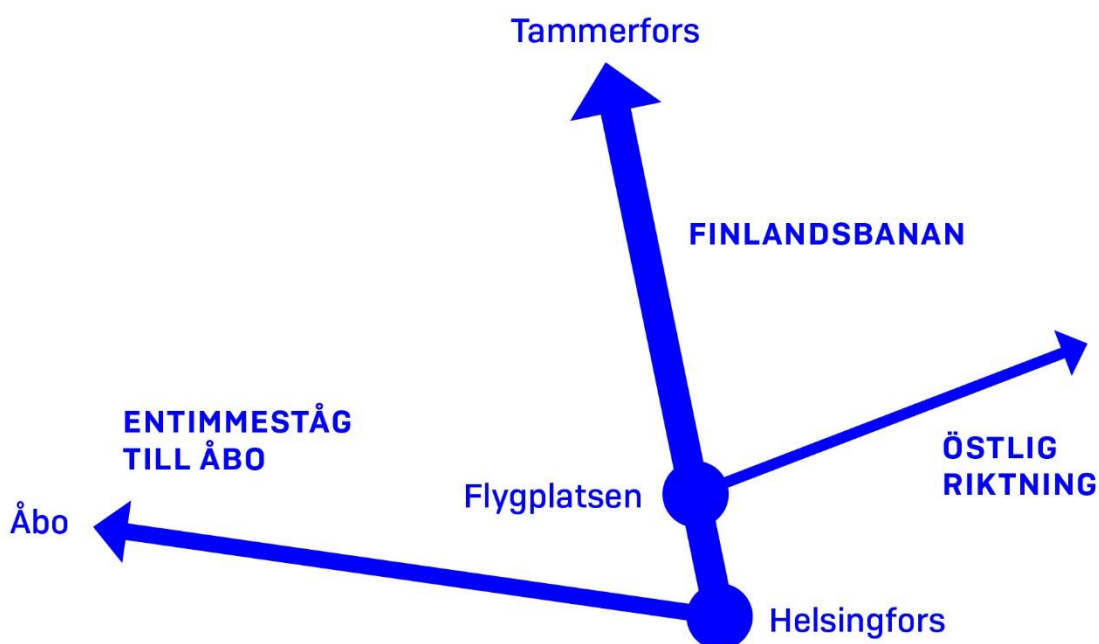 Tammerfors
FINLANDSBANAN
ENTIMMESTÅG
TILL ÅBO
ÖSTLIG
RIKTNING
Flygplatsen
Åbo
Helsingfors